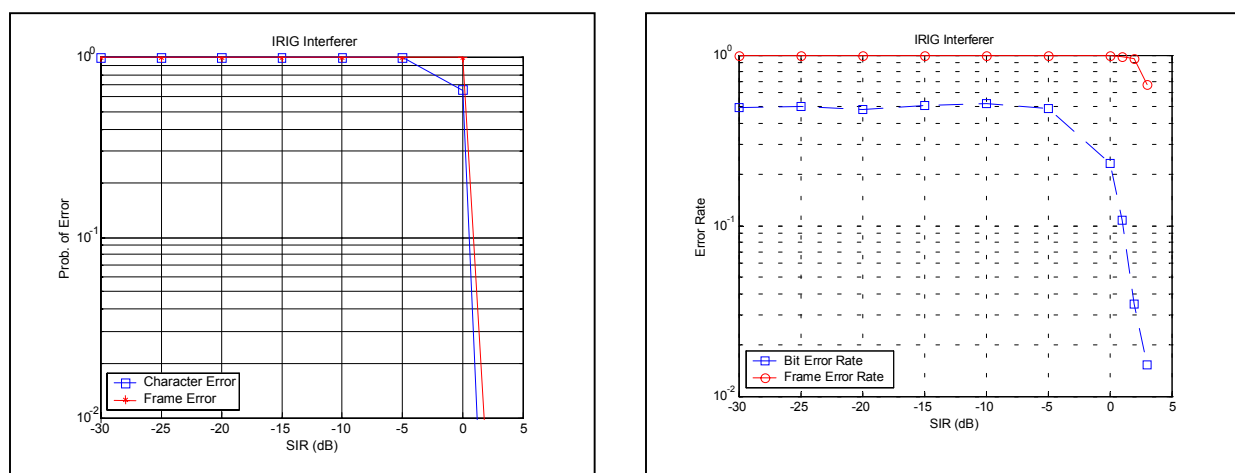 IRIG Interferer
10^0
10^-1
10^-2
Prob. of Error
-30 -25 -20 -15 -10 -5 0 5
SIR (dB)
Character Error
Frame Error
IRIG Interferer
10^0
10^-1
10^-2
Error Rate
-30 -25 -20 -15 -10 -5 0 5
SIR (dB)
Bit Error Rate
Frame Error Rate